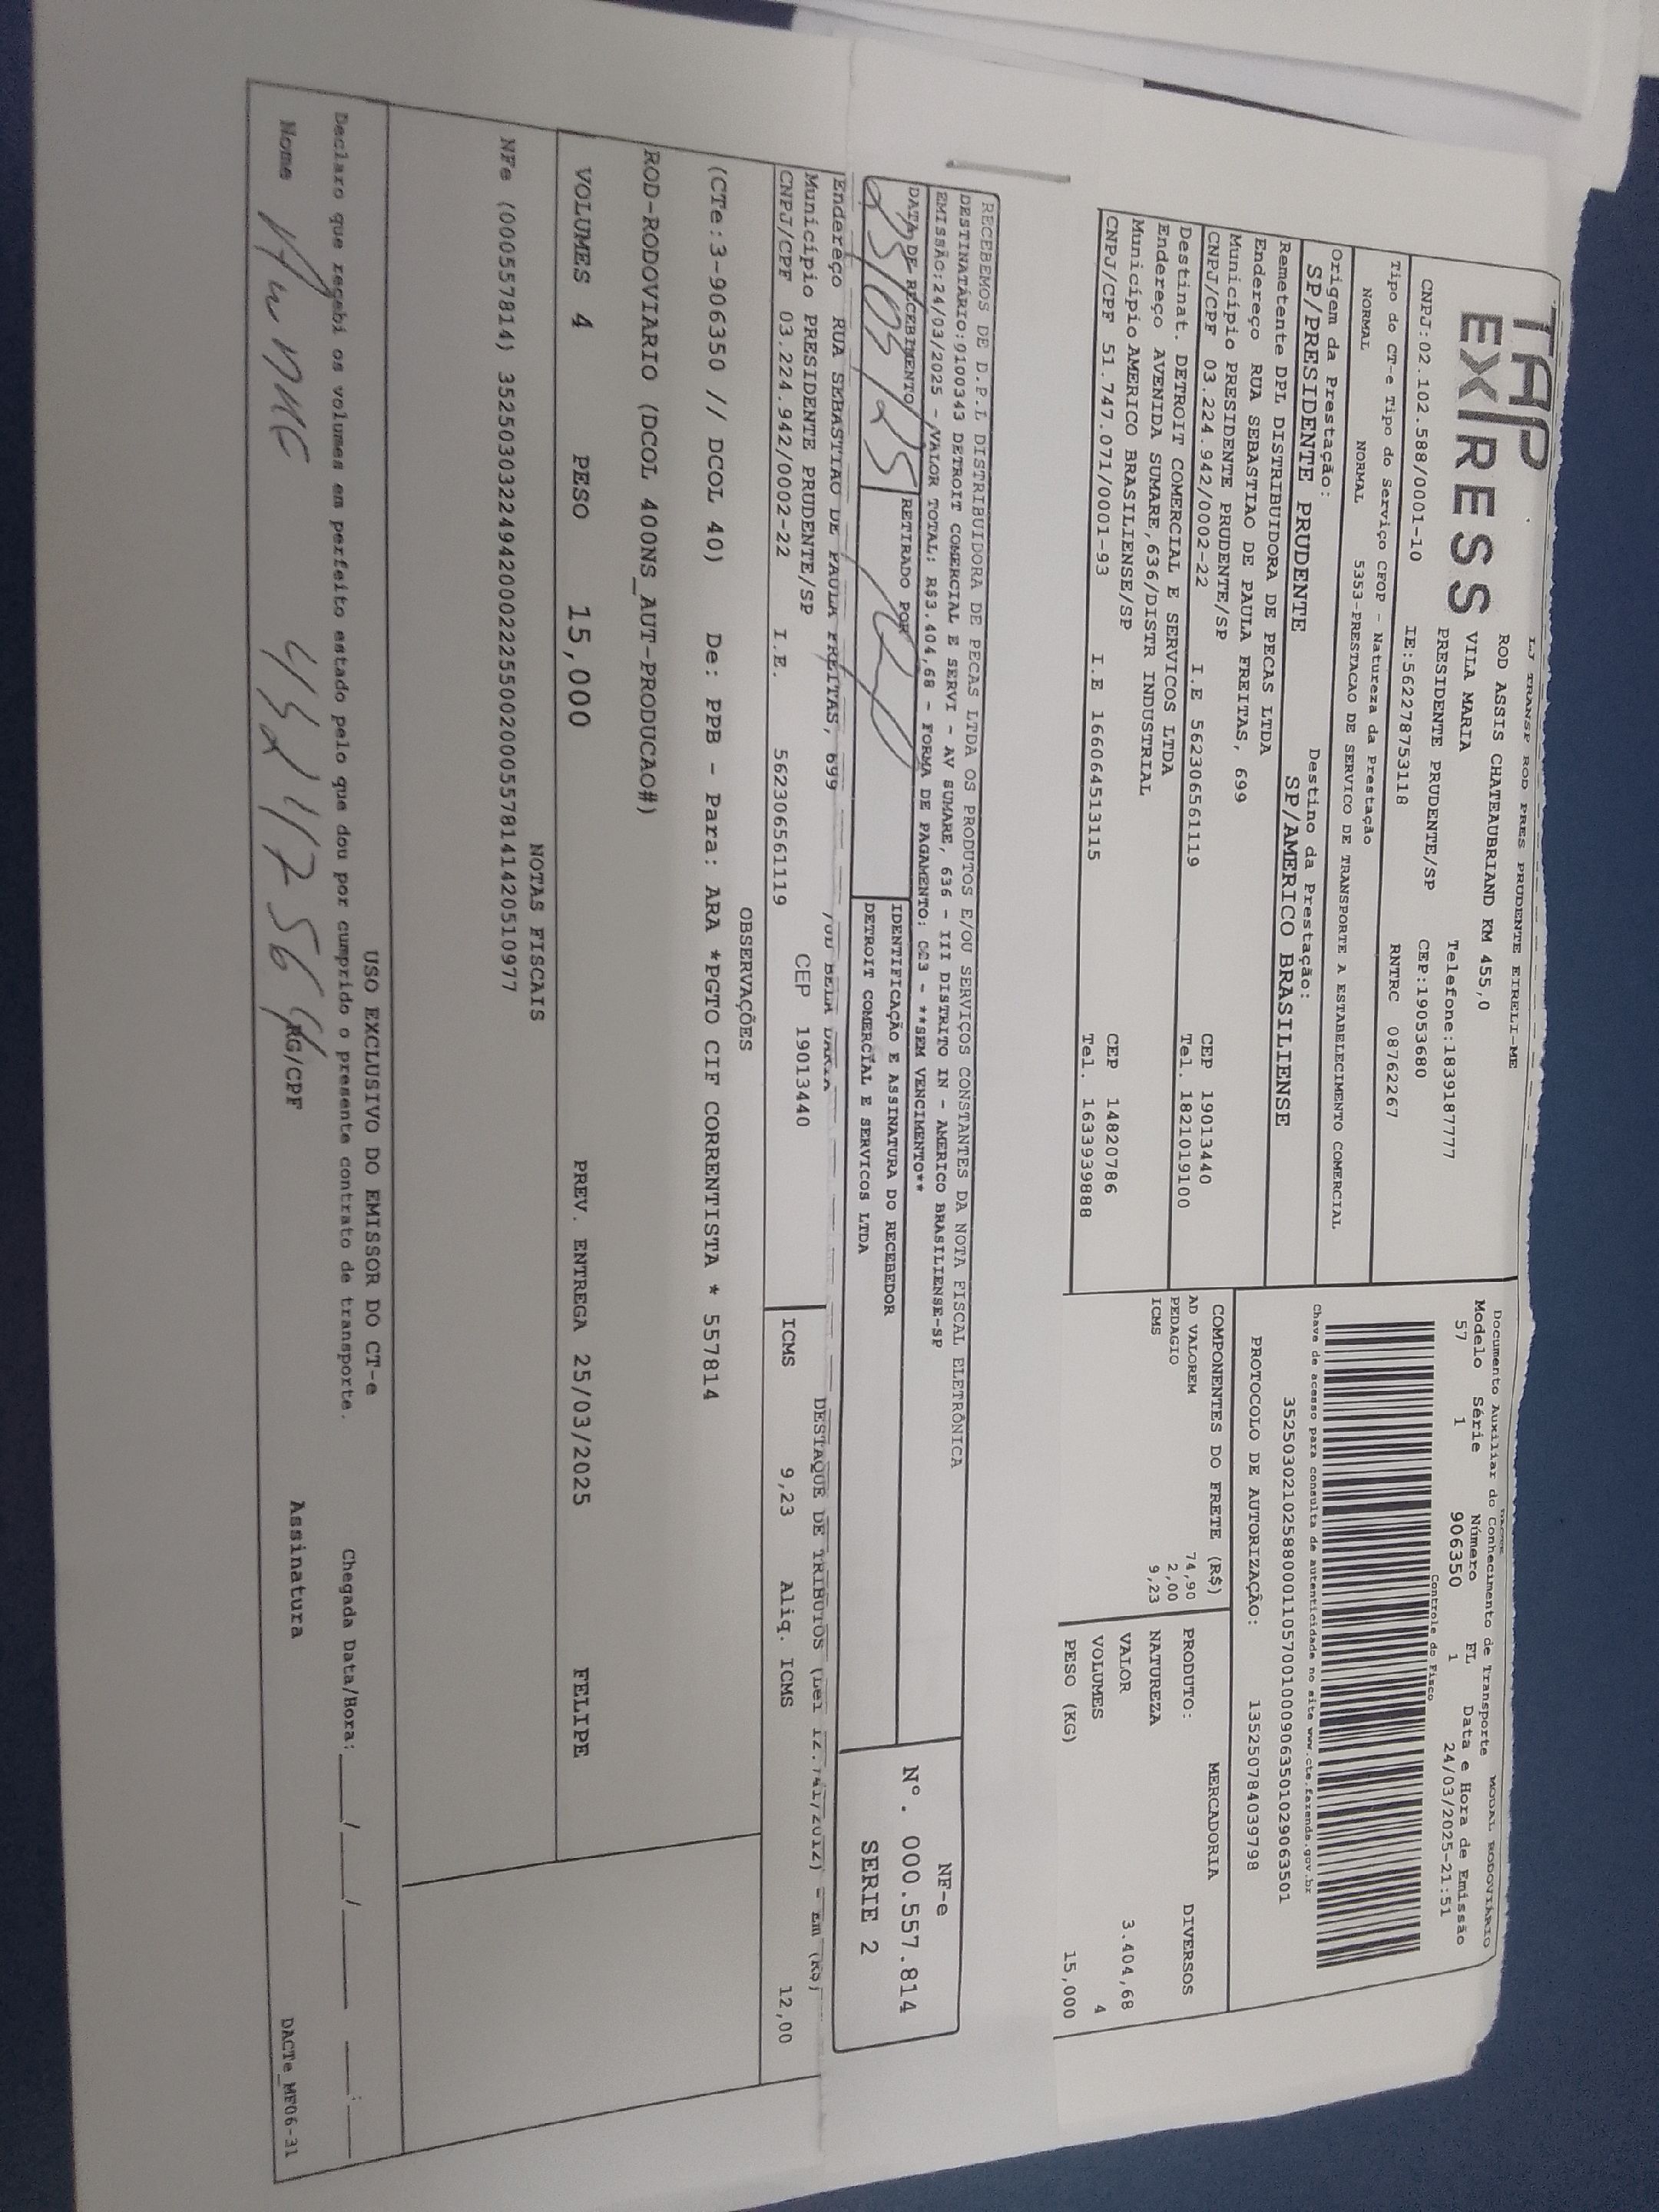 TAP
EXPRESS
LJ TRANSP ROD PRES PRUDENTE EIRELI-ME
ROD ASSIS CHATEAUBRIAND KM 455,0
VILA MARIA Telefone:1839187777
PRESIDENTE PRUDENTE/SP CEP:19053680
CNPJ:02.102.588/0001-10 IE:562278753118 RNTRC 08762267
Tipo do CT-e Tipo do Serviço CFOP - Natureza da Prestação
NORMAL NORMAL 5353-PRESTACAO DE SERVICO DE TRANSPORTE A ESTABELECIMENTO COMERCIAL
Origem da Prestação: Destino da Prestação:
SP/PRESIDENTE PRUDENTE SP/AMERICO BRASILIENSE
Remetente DPL DISTRIBUIDORA DE PECAS LTDA
Endereço RUA SEBASTIAO DE PAULA FREITAS, 699
Município PRESIDENTE PRUDENTE/SP CEP 19013440
CNPJ/CPF 03.224.942/0002-22 I.E 562306561119 Tel. 1821019100
Destinat. DETROIT COMERCIAL E SERVICOS LTDA
Endereço AVENIDA SUMARE,636/DISTR INDUSTRIAL
Município AMERICO BRASILIENSE/SP CEP 14820786
CNPJ/CPF 51.747.071/0001-93 I.E 166064513115 Tel. 1633939888
MODAL RODOVIÁRIO
Documento Auxiliar do Conhecimento de Transporte
Modelo Série Número FL Data e Hora de Emissão
57 1 906350 1 24/03/2025-21:51
Controle do Fisco
Chave de acesso para consulta de autenticidade no site www.cte.fazenda.gov.br
35250302102588000110570010009063501029063501
PROTOCOLO DE AUTORIZAÇÃO: 135250784039798
COMPONENTES DO FRETE (R$)
AD VALOREM 74,90
PEDAGIO 2,00
ICMS 9,23
MERCADORIA
PRODUTO: DIVERSOS
NATUREZA
VALOR 3.404,68
VOLUMES 4
PESO (KG) 15,000
RECEBEMOS DE D.P.L DISTRIBUIDORA DE PECAS LTDA OS PRODUTOS E/OU SERVIÇOS CONSTANTES DA NOTA FISCAL ELETRÔNICA
DESTINATÁRIO:9100343 DETROIT COMERCIAL E SERVI - AV SUMARE, 636 - III DISTRITO IN - AMERICO BRASILIENSE-SP
EMISSÃO:24/03/2025 - VALOR TOTAL: R$3.404,68 - FORMA DE PAGAMENTO: 003 - **SEM VENCIMENTO**
DATA DE RECEBIMENTO RETIRADO POR IDENTIFICAÇÃO E ASSINATURA DO RECEBEDOR
25/03/25 DETROIT COMERCIAL E SERVICOS LTDA
NF-e
Nº. 000.557.814
SERIE 2
Endereço RUA SEBASTIAO DE PAULA FREITAS, 699
Município PRESIDENTE PRUDENTE/SP CEP 19013440
CNPJ/CPF 03.224.942/0002-22 I.E. 562306561119
DESTAQUE DE TRIBUTOS (Lei 12.741/2012) - Em (R$)
ICMS 9,23 Aliq. ICMS 12,00
OBSERVAÇÕES
(CTe:3-906350 // DCOL 40) De: PPB - Para: ARA *PGTO CIF CORRENTISTA * 557814
ROD-RODOVIARIO (DCOL 400NS_AUT-PRODUCAO#)
VOLUMES 4 PESO 15,000 PREV. ENTREGA 25/03/2025 FELIPE
NOTAS FISCAIS
NFe (000557814) 35250303224942000222550020005578141420510977
USO EXCLUSIVO DO EMISSOR DO CT-e
Declaro que recebi os volumes em perfeito estado pelo que dou por cumprido o presente contrato de transporte. Chegada Data/Hora:___/___/_____ ___:___
Nome RG/CPF Assinatura
DACTe_MF06-31